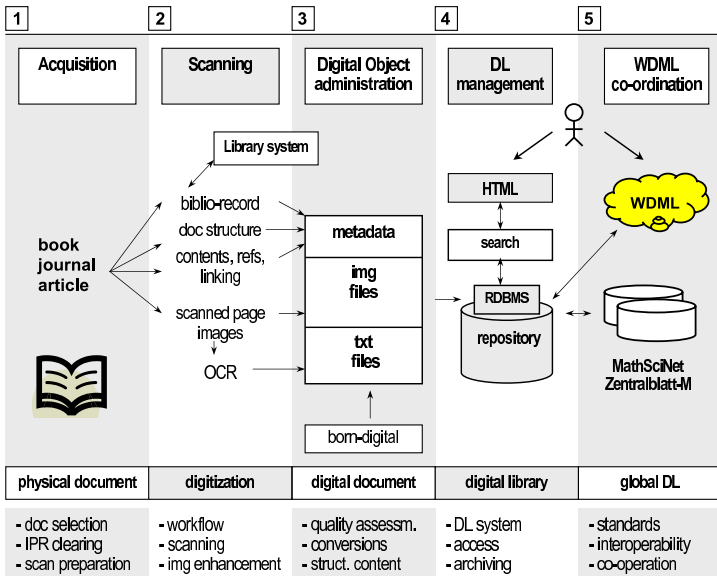 1
2
3
4
5
Acquisition
Scanning
Digital Object
administration
DL
management
WDML
co-ordination
Library system
biblio-record
doc structure
contents, refs,
linking
scanned page
images
OCR
book
journal
article
metadata
img
files
txt
files
born-digital
HTML
search
RDBMS
repository
WDML
MathSciNet
Zentralblatt-M
physical document
digitization
digital document
digital library
global DL
- doc selection
- IPR clearing
- scan preparation
- workflow
- scanning
- img enhancement
- quality assessm.
- conversions
- struct. content
- DL system
- access
- archiving
- standards
- interoperability
- co-operation